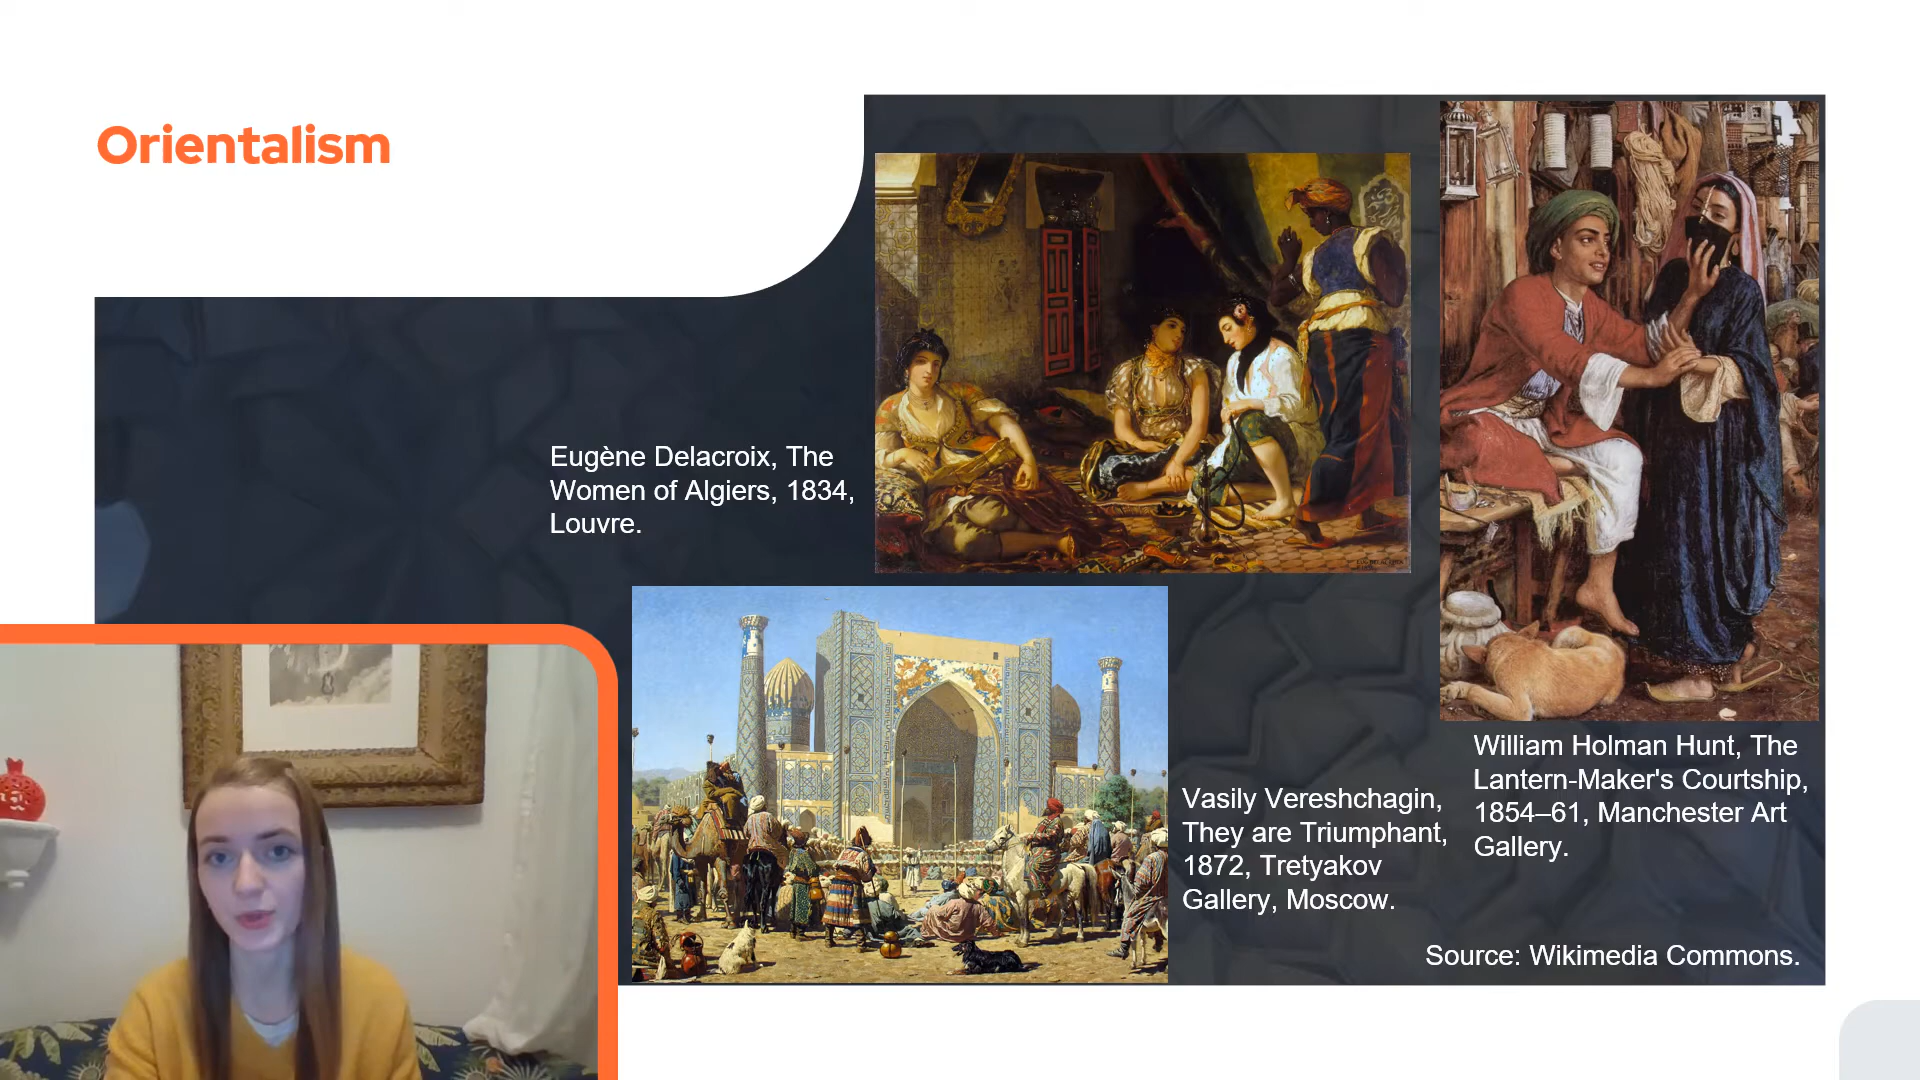 Orientalism
Eugène Delacroix, The
Women of Algiers, 1834,
Louvre.
Vasily Vereshchagin,
They are Triumphant,
1872, Tretyakov
Gallery, Moscow.
William Holman Hunt, The
Lantern-Maker's Courtship,
1854–61, Manchester Art
Gallery.
Source: Wikimedia Commons.